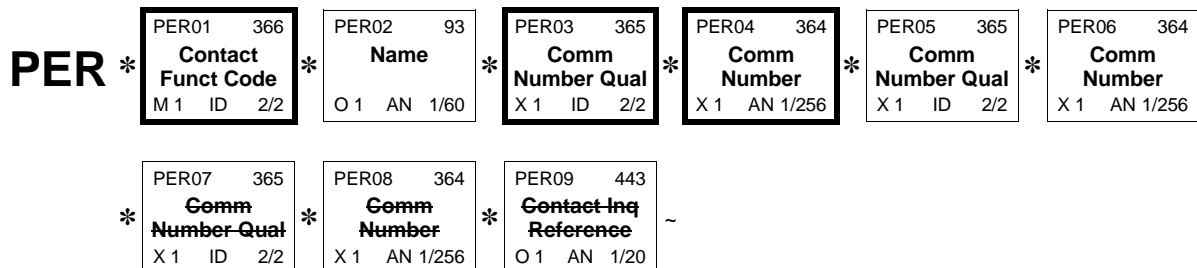 PER01 366 PER02 93 PER03 365 PER04 364 PER05 365 PER06 364
PER * Contact * Name * Comm * Comm * Comm * Comm
Funct Code Number Qual Number Number Qual Number
M 1 ID 2/2 O 1 AN 1/60 X 1 ID 2/2 X 1 AN 1/256 X 1 ID 2/2 X 1 AN 1/256
PER07 365 PER08 364 PER09 443
* Comm * Comm * Contact Inq ~
Number Qual Number Reference
X 1 ID 2/2 X 1 AN 1/256 O 1 AN 1/20